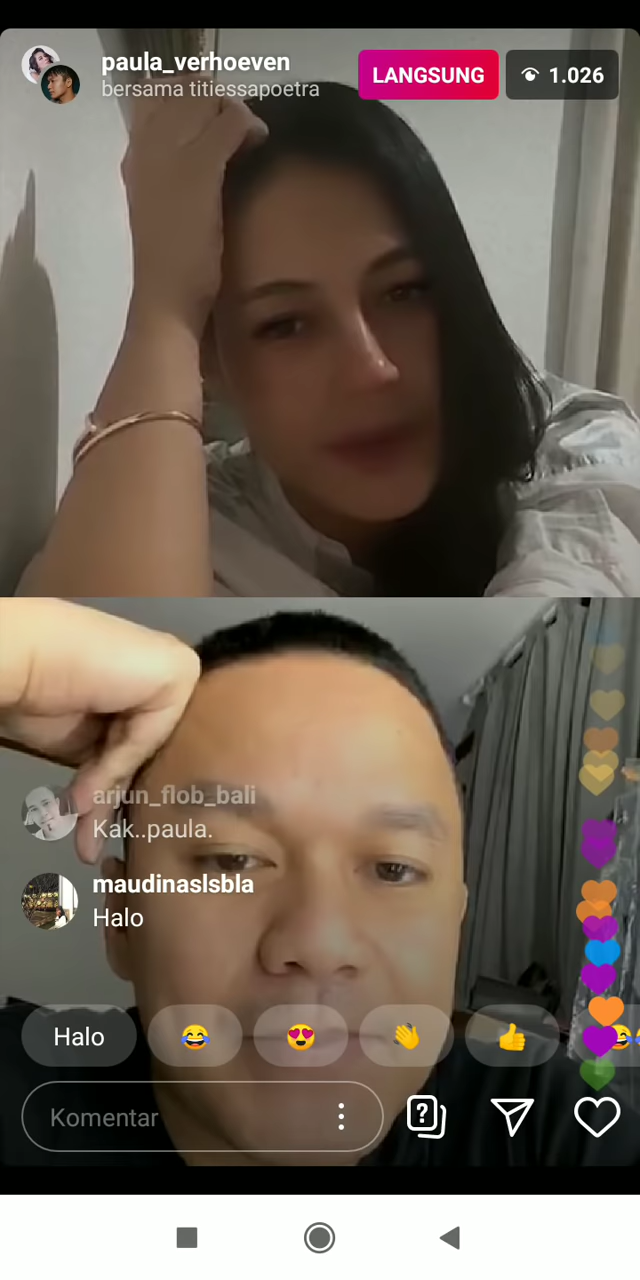 paula_verhoeven
bersama titiessapoetra
LANGSUNG
1.026
arjun_flob_bali
Kak..paula.
maudinaslsbla
Halo
Halo
Komentar